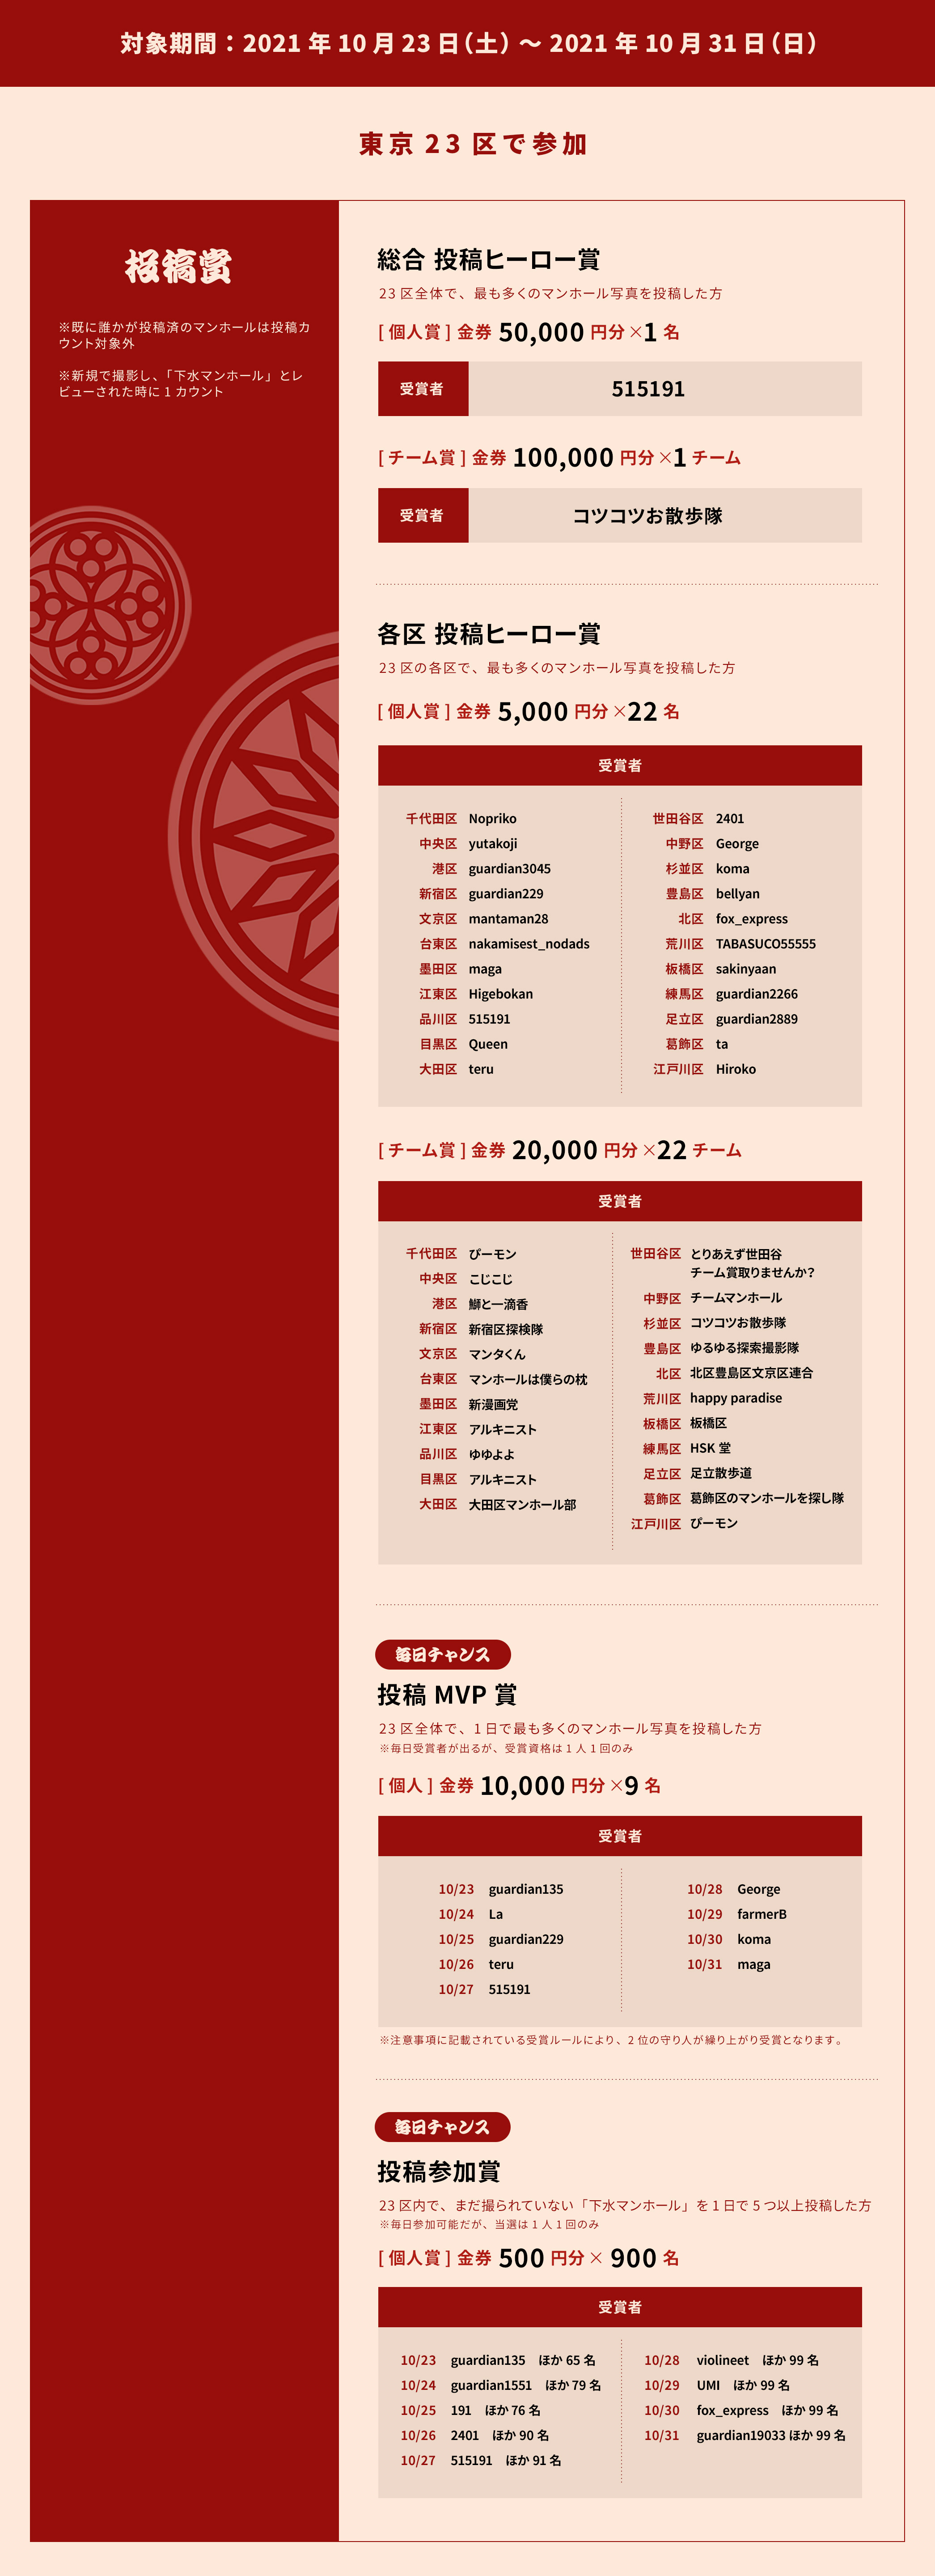 対象期間：2021 年 10 月 23 日（土）〜 2021 年 10 月 31 日（日）
東京 23 区で参加
投稿賞
※既に誰かが投稿済のマンホールは投稿カ
ウント対象外
※新規で撮影し、「下水マンホール」とレ
ビューされた時に 1 カウント
総合 投稿ヒーロー賞
23 区全体で、最も多くのマンホール写真を投稿した方
[ 個人賞 ] 金券 50,000 円分 ×1 名
受賞者 515191
[ チーム賞 ] 金券 100,000 円分 ×1 チーム
受賞者 コツコツお散歩隊
各区 投稿ヒーロー賞
23 区の各区で、最も多くのマンホール写真を投稿した方
[ 個人賞 ] 金券 5,000 円分 ×22 名
受賞者
千代田区 Nopriko
中央区 yutakoji
港区 guardian3045
新宿区 guardian229
文京区 mantaman28
台東区 nakamisest_nodads
墨田区 maga
江東区 Higebokan
品川区 515191
目黒区 Queen
大田区 teru
世田谷区 2401
中野区 George
杉並区 koma
豊島区 bellyan
北区 fox_express
荒川区 TABASUCO55555
板橋区 sakinyaan
練馬区 guardian2266
足立区 guardian2889
葛飾区 ta
江戸川区 Hiroko
[ チーム賞 ] 金券 20,000 円分 ×22 チーム
受賞者
千代田区 ぴーモン
中央区 こじこじ
港区 鰤と一滴香
新宿区 新宿区探検隊
文京区 マンタくん
台東区 マンホールは僕らの枕
墨田区 新漫画党
江東区 アルキニスト
品川区 ゆゆよよ
目黒区 アルキニスト
大田区 大田区マンホール部
世田谷区 とりあえず世田谷
チーム賞取りませんか？
中野区 チームマンホール
杉並区 コツコツお散歩隊
豊島区 ゆるゆる探索撮影隊
北区 北区豊島区文京区連合
荒川区 happy paradise
板橋区 板橋区
練馬区 HSK 堂
足立区 足立散歩道
葛飾区 葛飾区のマンホールを探し隊
江戸川区 ぴーモン
毎日チャンス
投稿 MVP 賞
23 区全体で、1 日で最も多くのマンホール写真を投稿した方
※毎日受賞者が出るが、受賞資格は 1 人 1 回のみ
[ 個人 ] 金券 10,000 円分 ×9 名
受賞者
10/23 guardian135
10/24 La
10/25 guardian229
10/26 teru
10/27 515191
10/28 George
10/29 farmerB
10/30 koma
10/31 maga
※注意事項に記載されている受賞ルールにより、2 位の守り人が繰り上がり受賞となります。
毎日チャンス
投稿参加賞
23 区内で、まだ撮られていない「下水マンホール」を 1 日で 5 つ以上投稿した方
※毎日参加可能だが、当選は 1 人 1 回のみ
[ 個人賞 ] 金券 500 円分 × 900 名
受賞者
10/23 guardian135 ほか 65 名
10/24 guardian1551 ほか 79 名
10/25 191 ほか 76 名
10/26 2401 ほか 90 名
10/27 515191 ほか 91 名
10/28 violineet ほか 99 名
10/29 UMI ほか 99 名
10/30 fox_express ほか 99 名
10/31 guardian19033 ほか 99 名